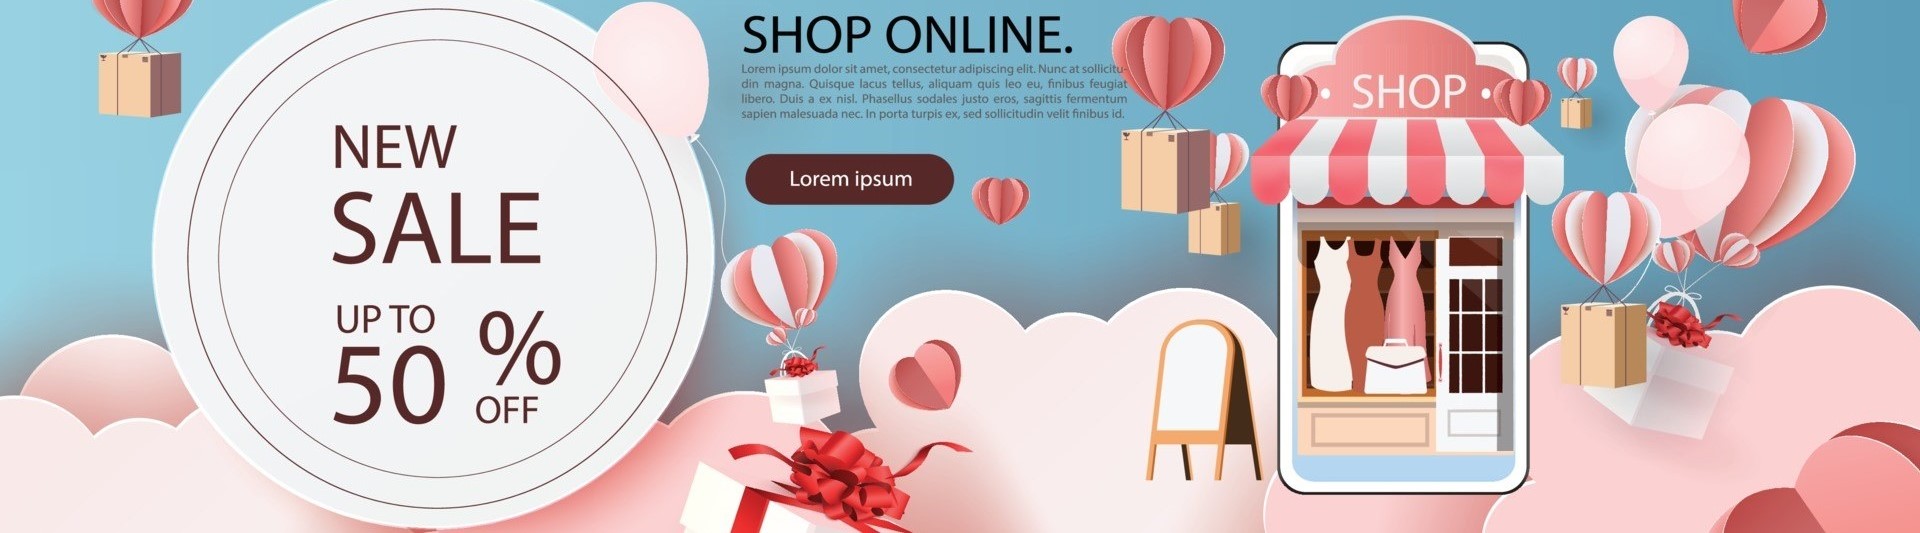 NEW
SALE
UP TO
50 %
OFF
SHOP ONLINE.
Lorem ipsum dolor sit amet, consectetur adipiscing elit. Nunc at sollicitu-
din magna. Quisque lacus tellus, aliquam quis leo eu, finibus feugiat
libero. Duis a ex nisl. Phasellus sodales justo eros, sagittis fermentum
sapien malesuada nec. In porta turpis ex, sed sollicitudin velit finibus id.
Lorem ipsum
• SHOP •